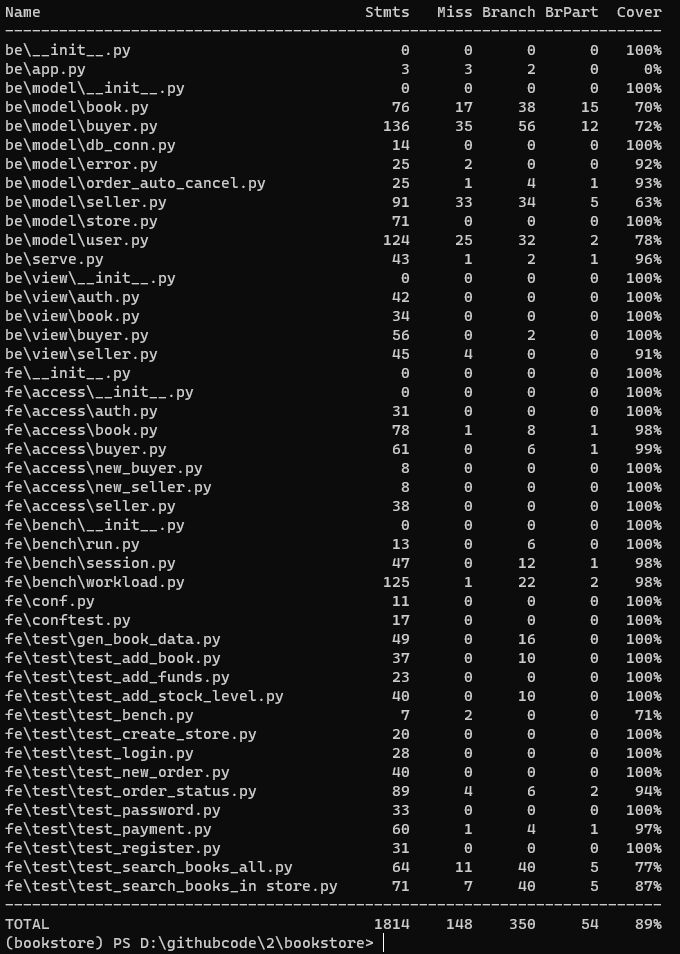 Name Stmts Miss Branch BrPart Cover
-------------------------------------------------------------------------
be\__init__.py 0 0 0 0 100%
be\app.py 3 3 2 0 0%
be\model\__init__.py 0 0 0 0 100%
be\model\book.py 76 17 38 15 70%
be\model\buyer.py 136 35 56 12 72%
be\model\db_conn.py 14 0 0 0 100%
be\model\error.py 25 2 0 0 92%
be\model\order_auto_cancel.py 25 1 4 1 93%
be\model\seller.py 91 33 34 5 63%
be\model\store.py 71 0 0 0 100%
be\model\user.py 124 25 32 2 78%
be\serve.py 43 1 2 1 96%
be\view\__init__.py 0 0 0 0 100%
be\view\auth.py 42 0 0 0 100%
be\view\book.py 34 0 0 0 100%
be\view\buyer.py 56 0 2 0 100%
be\view\seller.py 45 4 0 0 91%
fe\__init__.py 0 0 0 0 100%
fe\access\__init__.py 0 0 0 0 100%
fe\access\auth.py 31 0 0 0 100%
fe\access\book.py 78 1 8 1 98%
fe\access\buyer.py 61 0 6 1 99%
fe\access\new_buyer.py 8 0 0 0 100%
fe\access\new_seller.py 8 0 0 0 100%
fe\access\seller.py 38 0 0 0 100%
fe\bench\__init__.py 0 0 0 0 100%
fe\bench\run.py 13 0 6 0 100%
fe\bench\session.py 47 0 12 1 98%
fe\bench\workload.py 125 1 22 2 98%
fe\conf.py 11 0 0 0 100%
fe\conftest.py 17 0 0 0 100%
fe\test\gen_book_data.py 49 0 16 0 100%
fe\test\test_add_book.py 37 0 10 0 100%
fe\test\test_add_funds.py 23 0 0 0 100%
fe\test\test_add_stock_level.py 40 0 10 0 100%
fe\test\test_bench.py 7 2 0 0 71%
fe\test\test_create_store.py 20 0 0 0 100%
fe\test\test_login.py 28 0 0 0 100%
fe\test\test_new_order.py 40 0 0 0 100%
fe\test\test_order_status.py 89 4 6 2 94%
fe\test\test_password.py 33 0 0 0 100%
fe\test\test_payment.py 60 1 4 1 97%
fe\test\test_register.py 31 0 0 0 100%
fe\test\test_search_books_all.py 64 11 40 5 77%
fe\test\test_search_books_in store.py 71 7 40 5 87%
-------------------------------------------------------------------------
TOTAL 1814 148 350 54 89%
(bookstore) PS D:\githubcode\2\bookstore>